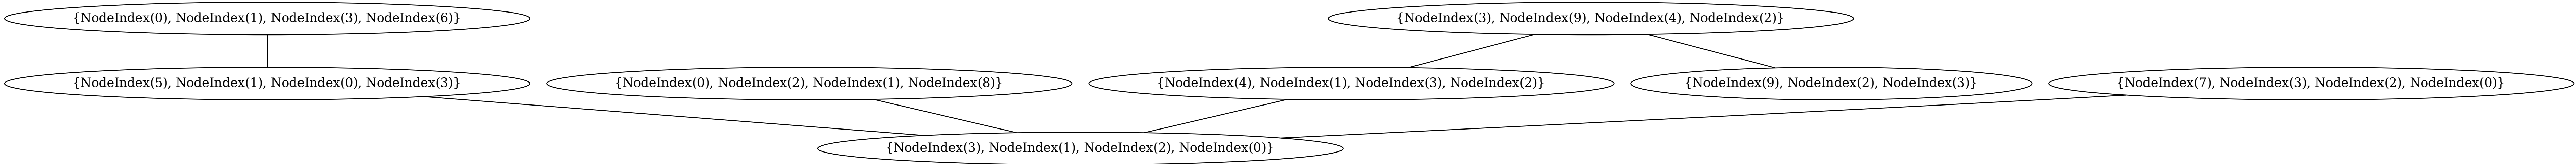 {NodeIndex(0), NodeIndex(1), NodeIndex(3), NodeIndex(6)}
{NodeIndex(3), NodeIndex(9), NodeIndex(4), NodeIndex(2)}
{NodeIndex(5), NodeIndex(1), NodeIndex(0), NodeIndex(3)}
{NodeIndex(0), NodeIndex(2), NodeIndex(1), NodeIndex(8)}
{NodeIndex(4), NodeIndex(1), NodeIndex(3), NodeIndex(2)}
{NodeIndex(9), NodeIndex(2), NodeIndex(3)}
{NodeIndex(7), NodeIndex(3), NodeIndex(2), NodeIndex(0)}
{NodeIndex(3), NodeIndex(1), NodeIndex(2), NodeIndex(0)}